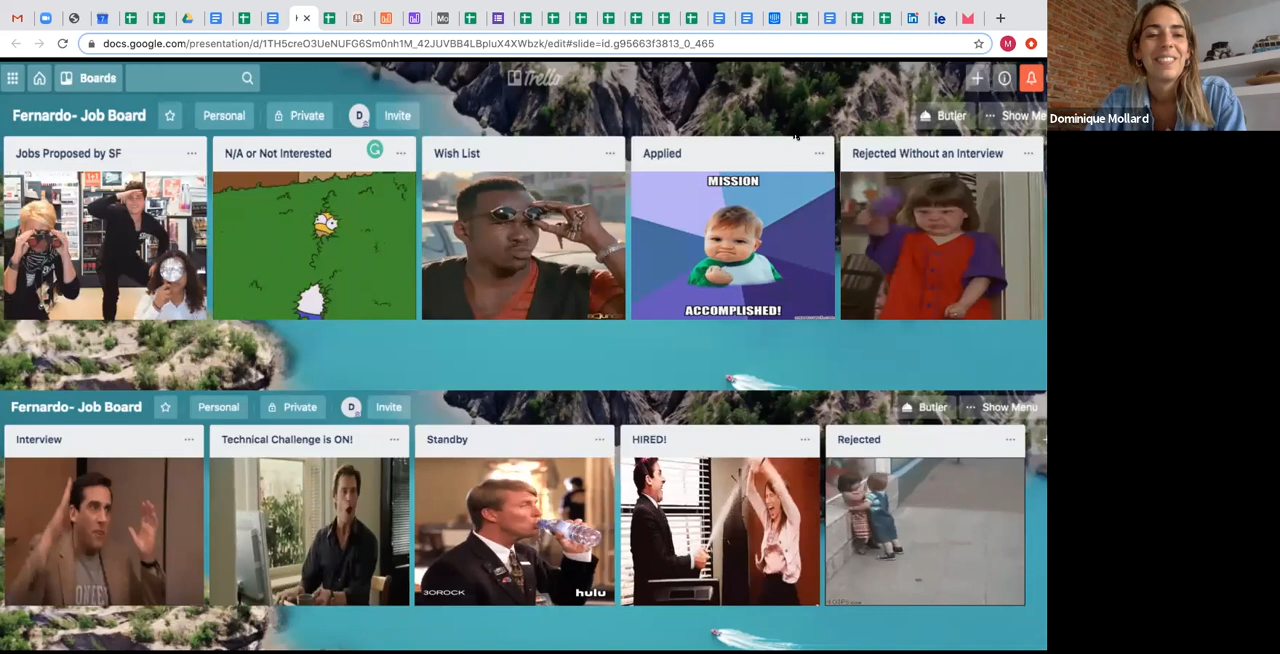 docs.google.com/presentation/d/1TH5creO3UeNUFG6Sm0nh1M_42JUVBB4LBpluX4XWbzk/edit#slide=id.g95663f3813_0_465
M
Boards
Trello
Fernardo- Job Board
Personal
Private
D
Invite
Butler
Show Me
Dominique Mollard
Jobs Proposed by SF
N/A or Not Interested
Wish List
Applied
Rejected Without an Interview
MISSION
ACCOMPLISHED!
Fernardo- Job Board
Personal
Private
D
Invite
Butler
Show Menu
Interview
Technical Challenge is ON!
Standby
HIRED!
Rejected
30ROCK
hulu